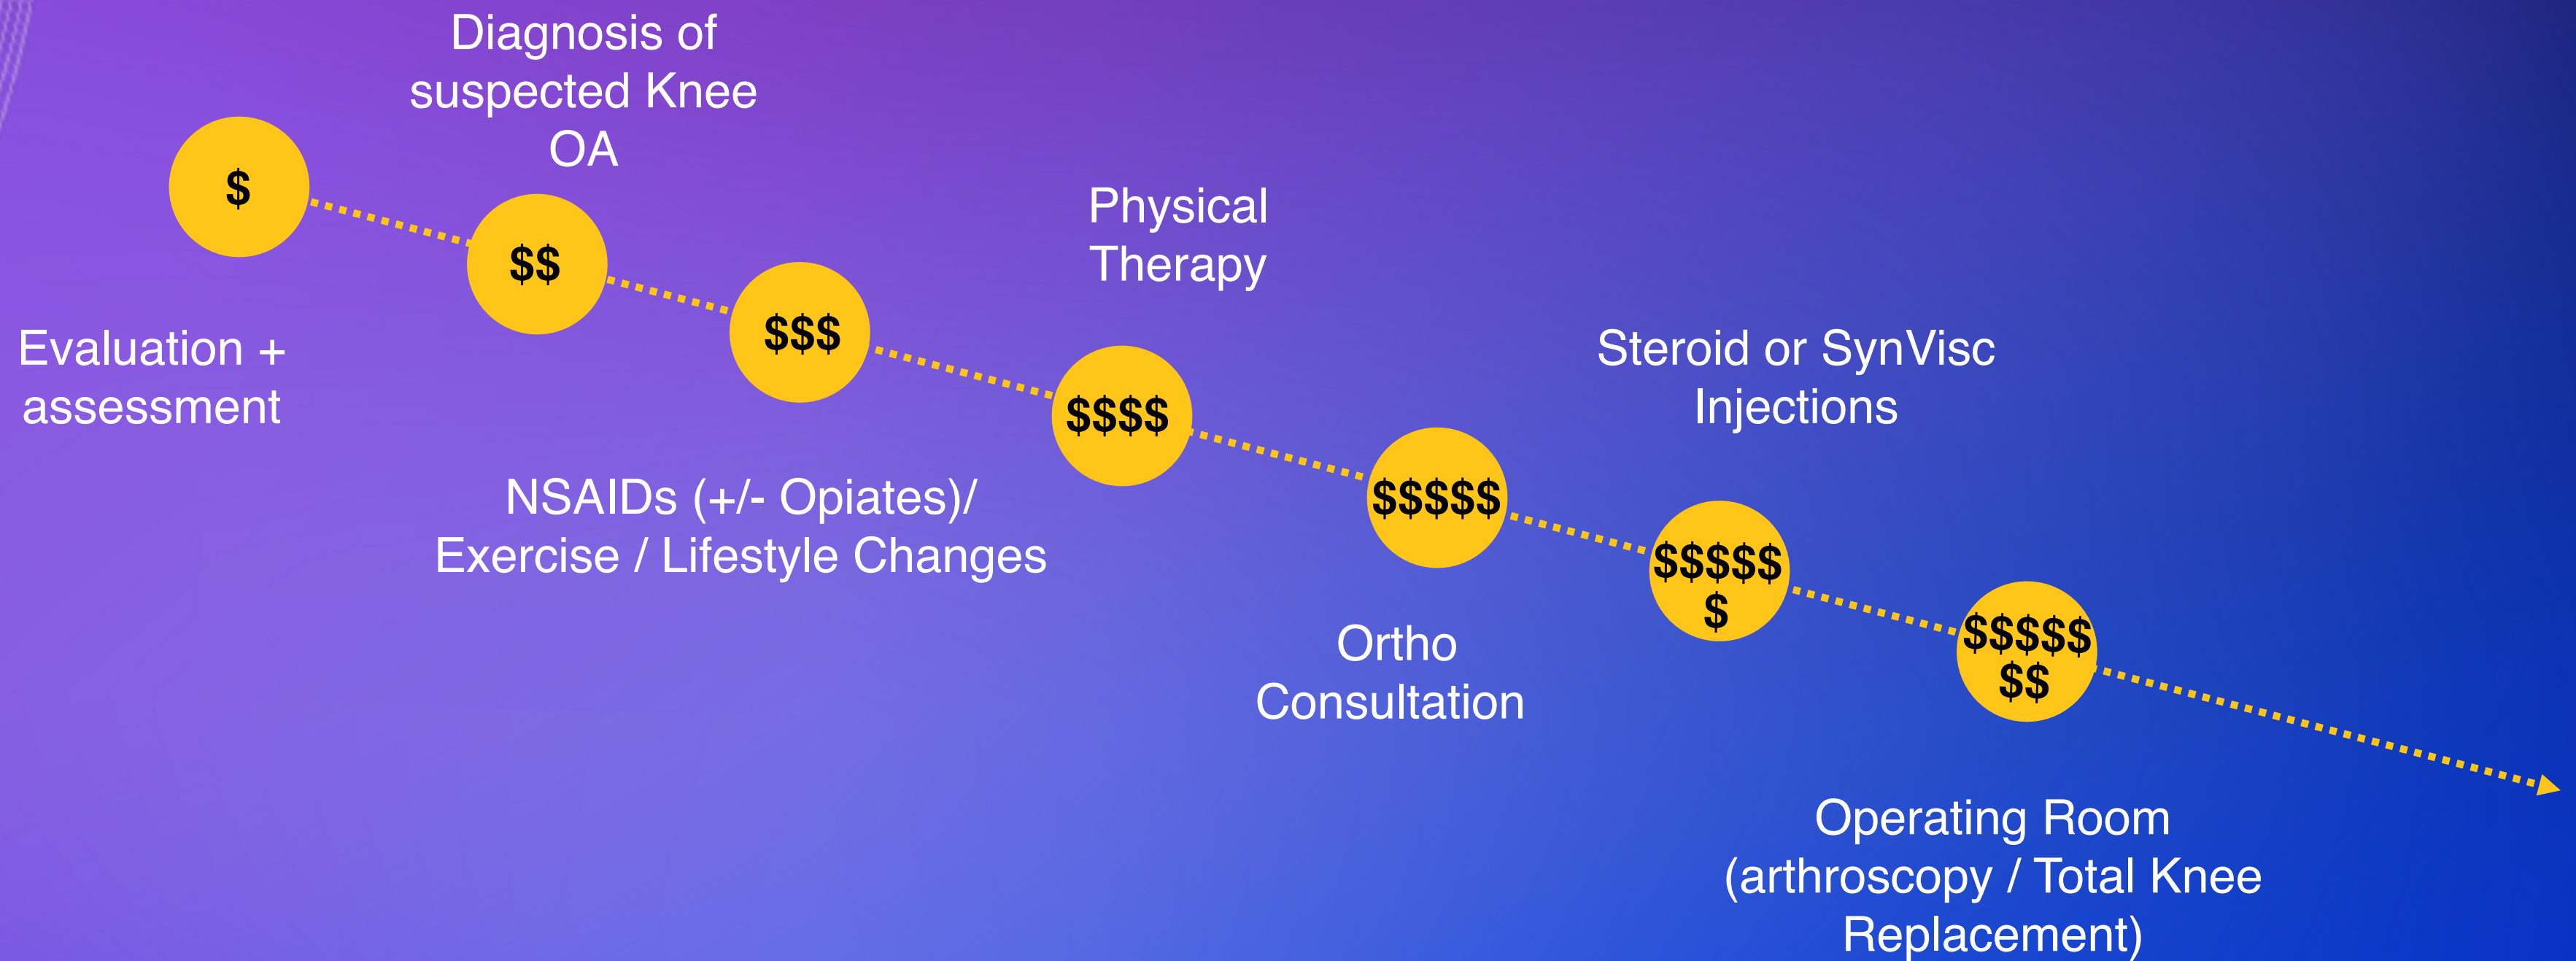 Diagnosis of
suspected Knee
OA
$
$$
$$$
Evaluation +
assessment
Physical
Therapy
$$$$
NSAIDs (+/- Opiates)/
Exercise / Lifestyle Changes
Steroid or SynVisc
Injections
$$$$$
$$$$$
$
Ortho
Consultation
$$$$$
$$
Operating Room
(arthroscopy / Total Knee
Replacement)